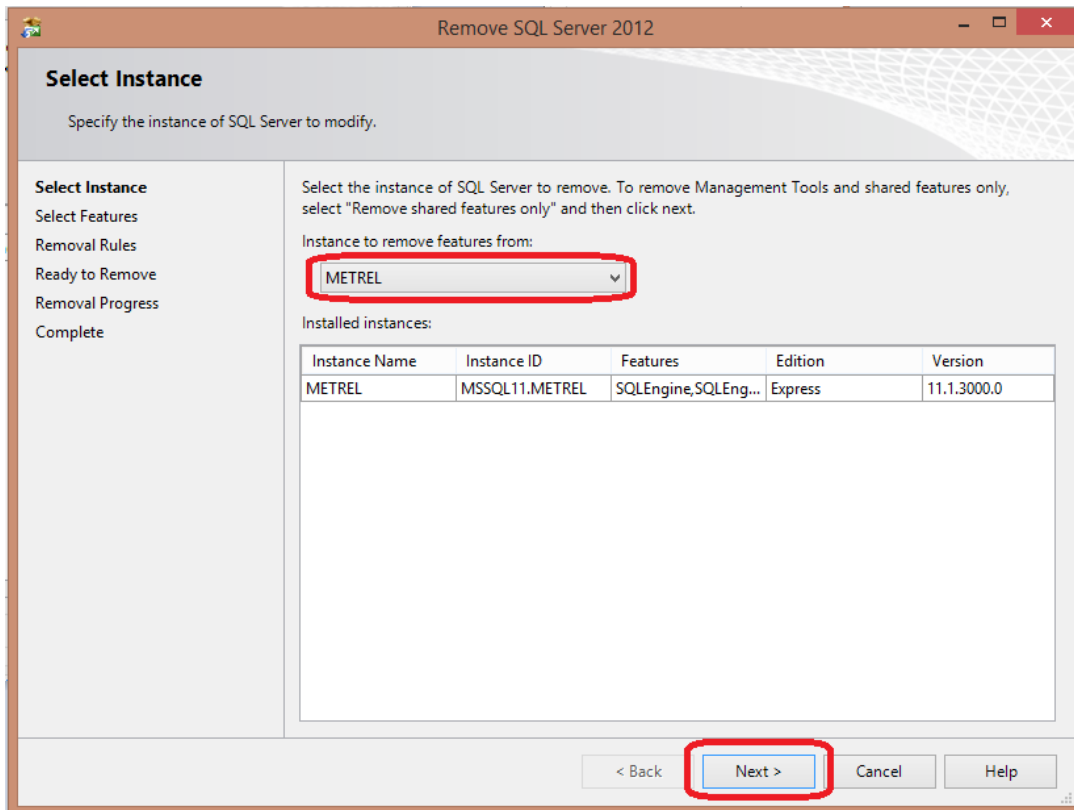 Remove SQL Server 2012
Select Instance
Specify the instance of SQL Server to modify.
Select Instance
Select Features
Removal Rules
Ready to Remove
Removal Progress
Complete
Select the instance of SQL Server to remove. To remove Management Tools and shared features only,
select "Remove shared features only" and then click next.
Instance to remove features from:
METREL
Installed instances:
Instance Name Instance ID Features Edition Version
METREL MSSQL11.METREL SQLEngine,SQLEng... Express 11.1.3000.0
< Back Next > Cancel Help